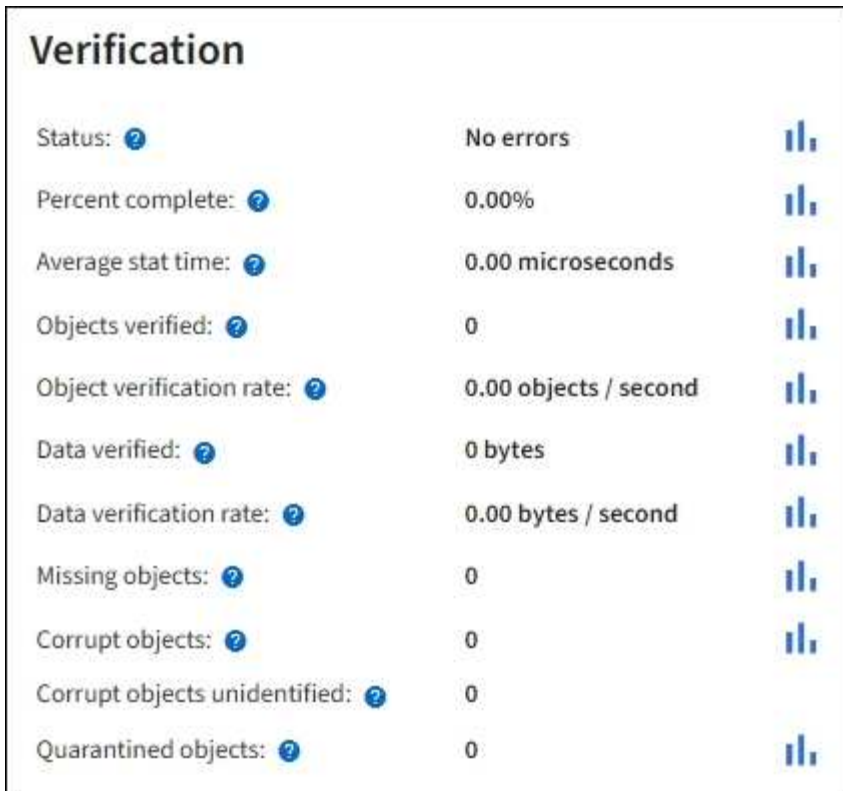 Verification
Status: No errors
Percent complete: 0.00%
Average stat time: 0.00 microseconds
Objects verified: 0
Object verification rate: 0.00 objects / second
Data verified: 0 bytes
Data verification rate: 0.00 bytes / second
Missing objects: 0
Corrupt objects: 0
Corrupt objects unidentified: 0
Quarantined objects: 0